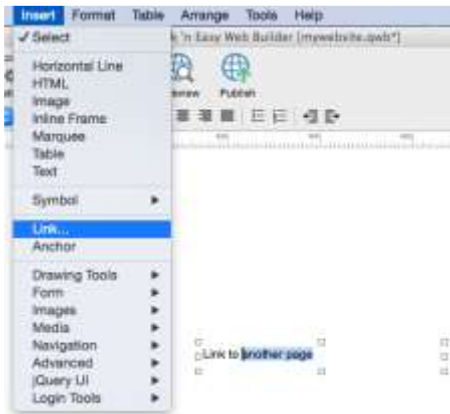 Insert Format Table Arrange Tools Help
✓ Select
'n Easy Web Builder [mywebsite.qwb*]
Horizontal Line
HTML
Image
Inline Frame
Marquee
Table
Text
Publish
Symbol
Link...
Anchor
Drawing Tools
Form
Images
Media
Navigation
Advanced
jQuery UI
Login Tools
Link to another page